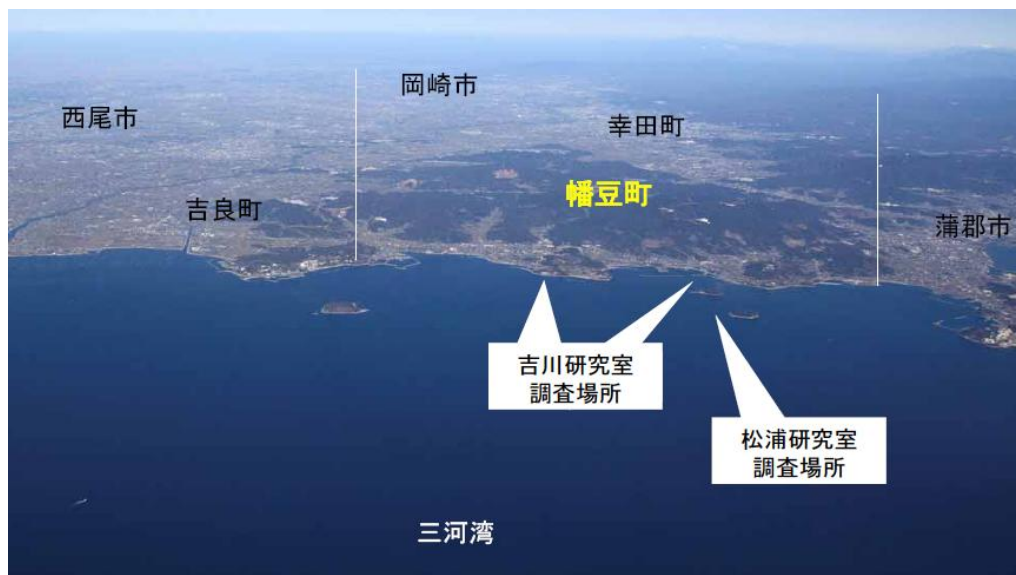 岡崎市
西尾市
幸田町
幡豆町
吉良町
蒲郡市
吉川研究室
調査場所
松浦研究室
調査場所
三河湾